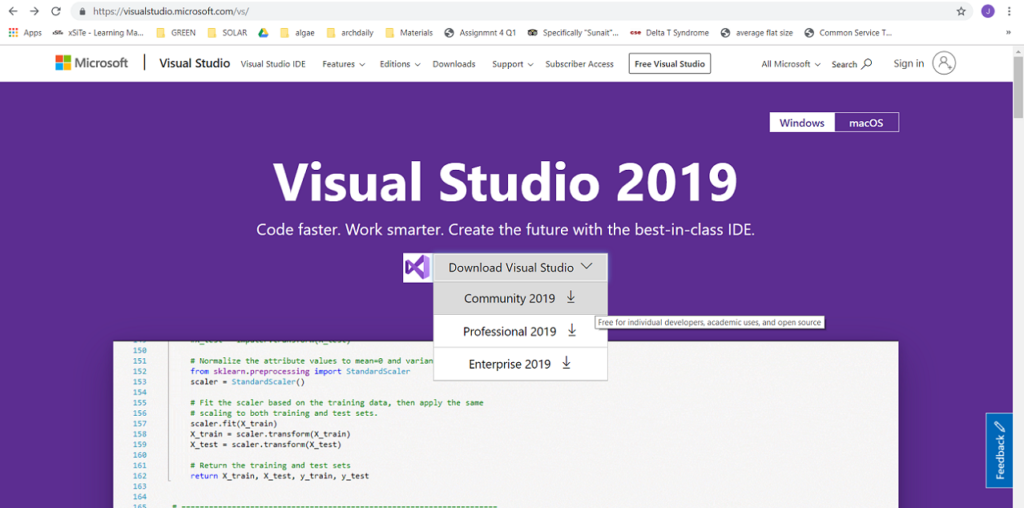 https://visualstudio.microsoft.com/vs/
J
Apps xSiTe - Learning Ma... GREEN SOLAR algae archdaily Materials Assignmnt 4 Q1 Specifically "Sunait"... Delta T Syndrome average flat size Common Service T... »
Microsoft | Visual Studio Visual Studio IDE Features Editions Downloads Support Subscriber Access Free Visual Studio All Microsoft Search Sign in
Windows macOS
Visual Studio 2019
Code faster. Work smarter. Create the future with the best-in-class IDE.
Download Visual Studio
Community 2019
Free for individual developers, academic uses, and open source
Professional 2019
Enterprise 2019
150
151 # Normalize the attribute values to mean=0 and varian
152 from sklearn.preprocessing import StandardScaler
153 scaler = StandardScaler()
154
155 # Fit the scaler based on the training data, then apply the same
156 # scaling to both training and test sets.
157 scaler.fit(X_train)
158 X_train = scaler.transform(X_train)
159 X_test = scaler.transform(X_test)
160
161 # Return the training and test sets
162 return X_train, X_test, y_train, y_test
163
164
165 # ----------------------------------------------------------------------
Feedback